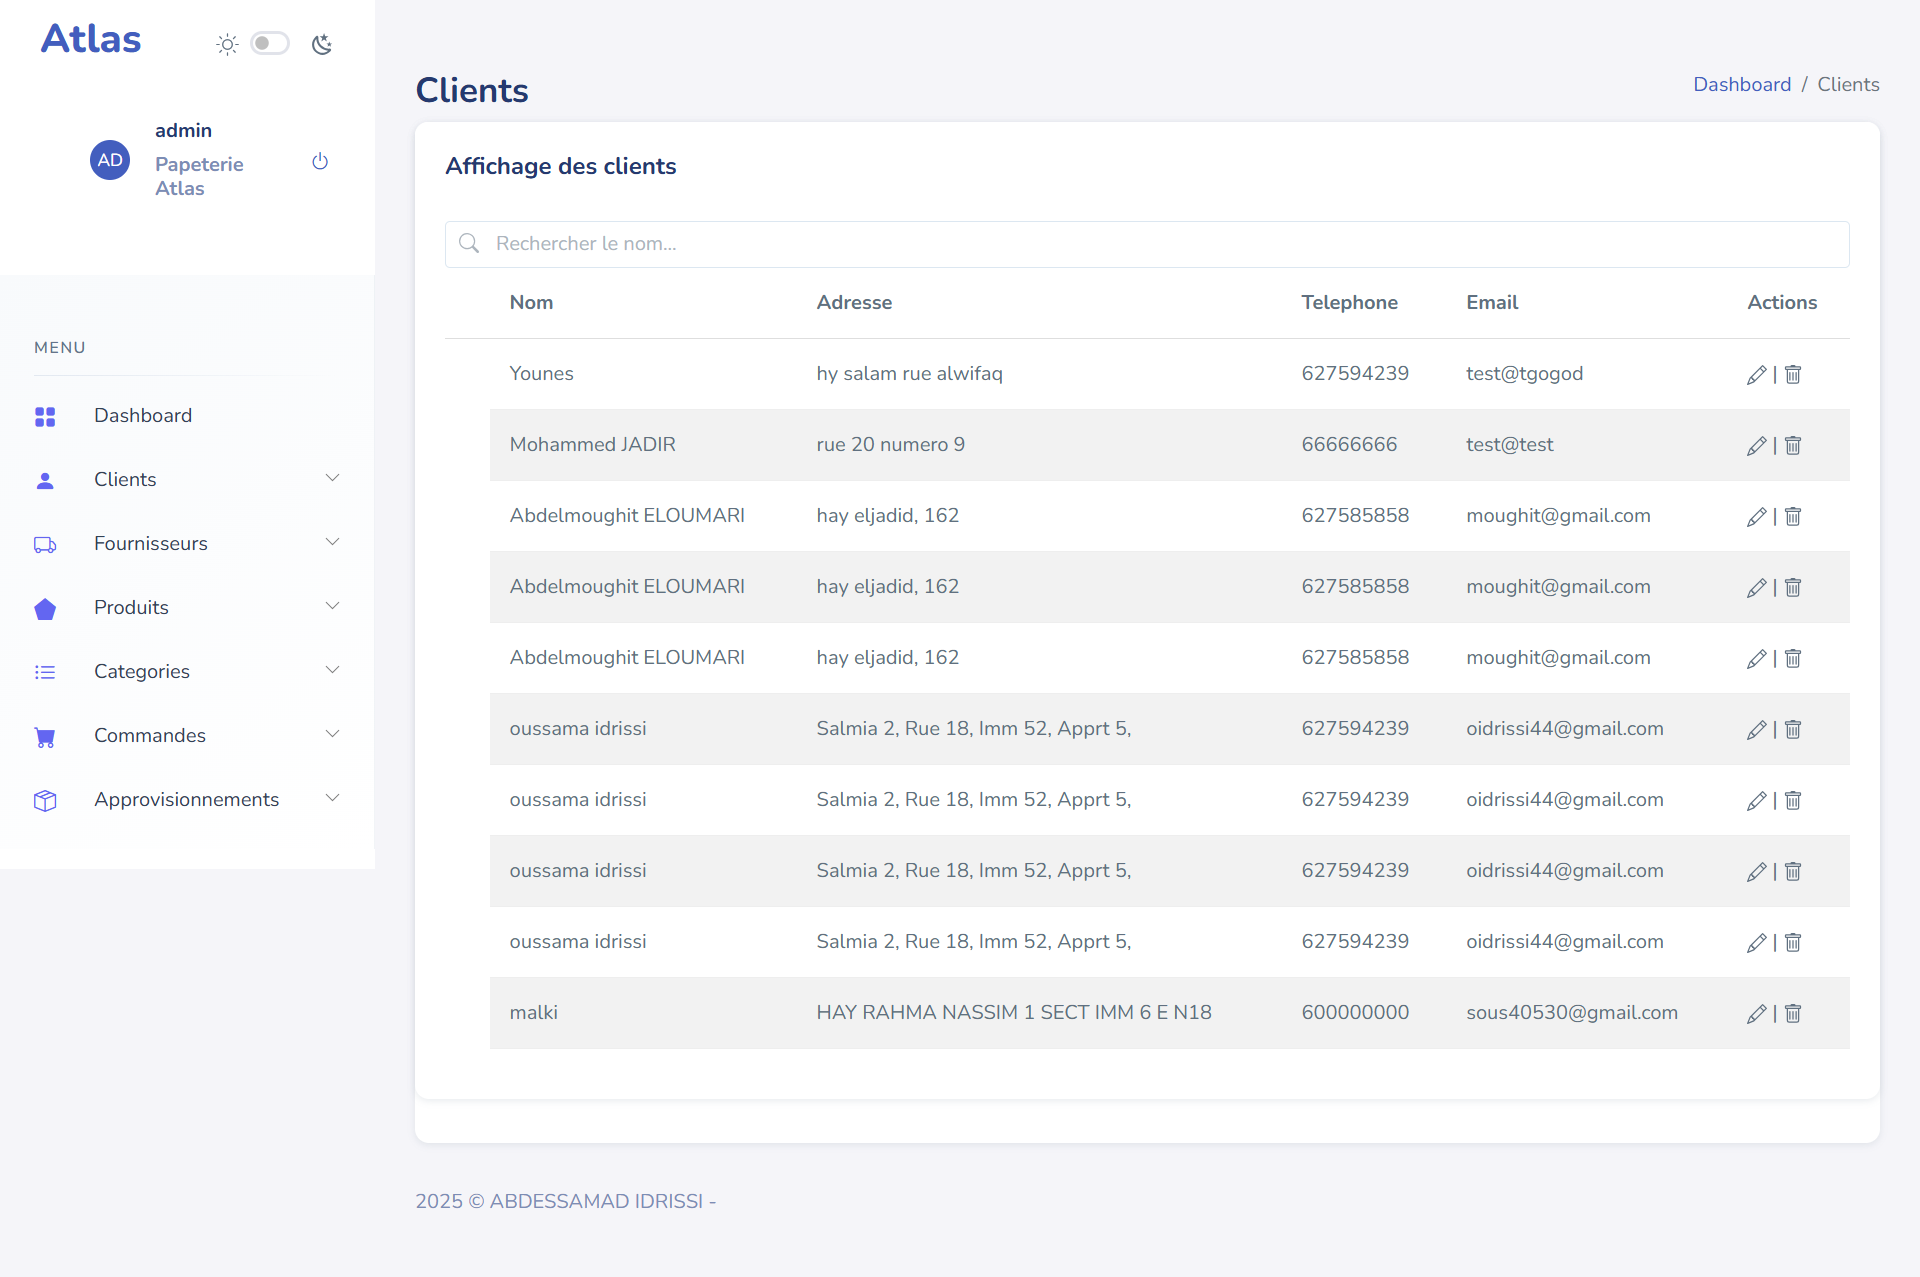 Atlas
AD
admin
Papeterie
Atlas
MENU
Dashboard
Clients
Fournisseurs
Produits
Categories
Commandes
Approvisionnements
Clients
Dashboard / Clients
Affichage des clients
Rechercher le nom...
Nom Adresse Telephone Email Actions
Younes hy salam rue alwifaq 627594239 test@tgogod |
Mohammed JADIR rue 20 numero 9 66666666 test@test |
Abdelmoughit ELOUMARI hay eljadid, 162 627585858 moughit@gmail.com |
Abdelmoughit ELOUMARI hay eljadid, 162 627585858 moughit@gmail.com |
Abdelmoughit ELOUMARI hay eljadid, 162 627585858 moughit@gmail.com |
oussama idrissi Salmia 2, Rue 18, Imm 52, Apprt 5, 627594239 oidrissi44@gmail.com |
oussama idrissi Salmia 2, Rue 18, Imm 52, Apprt 5, 627594239 oidrissi44@gmail.com |
oussama idrissi Salmia 2, Rue 18, Imm 52, Apprt 5, 627594239 oidrissi44@gmail.com |
oussama idrissi Salmia 2, Rue 18, Imm 52, Apprt 5, 627594239 oidrissi44@gmail.com |
malki HAY RAHMA NASSIM 1 SECT IMM 6 E N18 600000000 sous40530@gmail.com |
2025 © ABDESSAMAD IDRISSI -